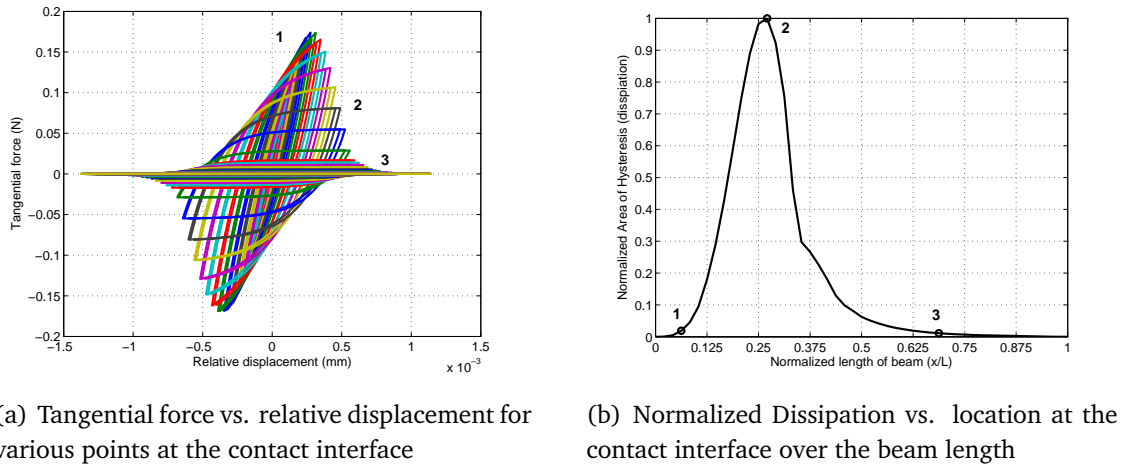 0.2
0.15
0.1
0.05
0
−0.05
−0.1
−0.15
−0.2
Tangential force (N)
1
2
3
−1.5 −1 −0.5 0 0.5 1 1.5
Relative displacement (mm)
x 10⁻³
1
0.9
0.8
0.7
0.6
0.5
0.4
0.3
0.2
0.1
0
Normalized Area of Hysteresis (disspiation)
1
2
3
0 0.125 0.25 0.375 0.5 0.625 0.75 0.875 1
Normalized length of beam (x/L)
(a) Tangential force vs. relative displacement for
various points at the contact interface
(b) Normalized Dissipation vs. location at the
contact interface over the beam length